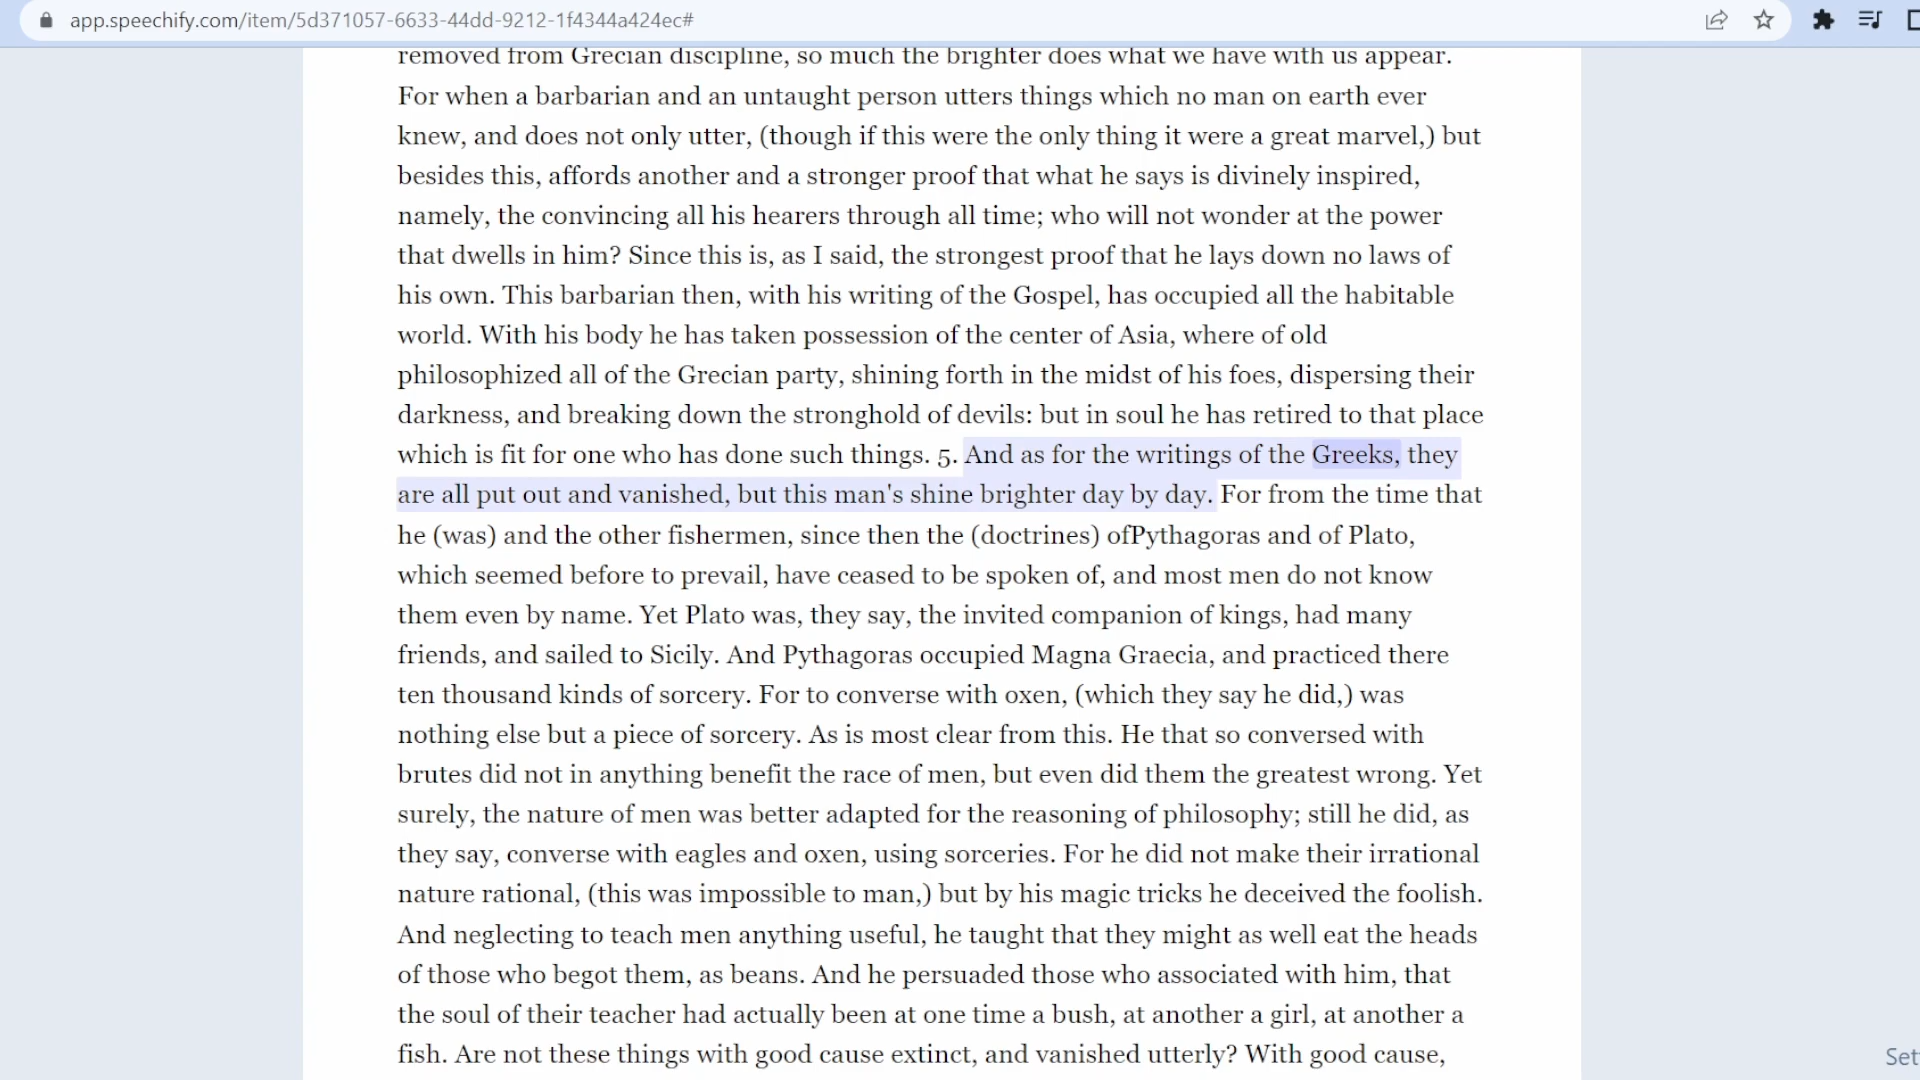 app.speechify.com/item/5d371057-6633-44dd-9212-1f4344a424ec#
removed from Grecian discipline, so much the brighter does what we have with us appear.
For when a barbarian and an untaught person utters things which no man on earth ever
knew, and does not only utter, (though if this were the only thing it were a great marvel,) but
besides this, affords another and a stronger proof that what he says is divinely inspired,
namely, the convincing all his hearers through all time; who will not wonder at the power
that dwells in him? Since this is, as I said, the strongest proof that he lays down no laws of
his own. This barbarian then, with his writing of the Gospel, has occupied all the habitable
world. With his body he has taken possession of the center of Asia, where of old
philosophized all of the Grecian party, shining forth in the midst of his foes, dispersing their
darkness, and breaking down the stronghold of devils: but in soul he has retired to that place
which is fit for one who has done such things. 5. And as for the writings of the Greeks, they
are all put out and vanished, but this man's shine brighter day by day. For from the time that
he (was) and the other fishermen, since then the (doctrines) ofPythagoras and of Plato,
which seemed before to prevail, have ceased to be spoken of, and most men do not know
them even by name. Yet Plato was, they say, the invited companion of kings, had many
friends, and sailed to Sicily. And Pythagoras occupied Magna Graecia, and practiced there
ten thousand kinds of sorcery. For to converse with oxen, (which they say he did,) was
nothing else but a piece of sorcery. As is most clear from this. He that so conversed with
brutes did not in anything benefit the race of men, but even did them the greatest wrong. Yet
surely, the nature of men was better adapted for the reasoning of philosophy; still he did, as
they say, converse with eagles and oxen, using sorceries. For he did not make their irrational
nature rational, (this was impossible to man,) but by his magic tricks he deceived the foolish.
And neglecting to teach men anything useful, he taught that they might as well eat the heads
of those who begot them, as beans. And he persuaded those who associated with him, that
the soul of their teacher had actually been at one time a bush, at another a girl, at another a
fish. Are not these things with good cause extinct, and vanished utterly? With good cause,
Set